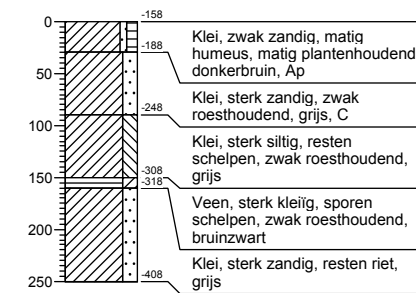 0
50
100
150
200
250
-158
-188
-248
-308
-318
-408
Klei, zwak zandig, matig
humeus, matig plantenhoudend,
donkerbruin, Ap
Klei, sterk zandig, zwak
roesthoudend, grijs, C
Klei, sterk siltig, resten
schelpen, zwak roesthoudend,
grijs
Veen, sterk kleiïg, sporen
schelpen, zwak roesthoudend,
bruinzwart
Klei, sterk zandig, resten riet,
grijs